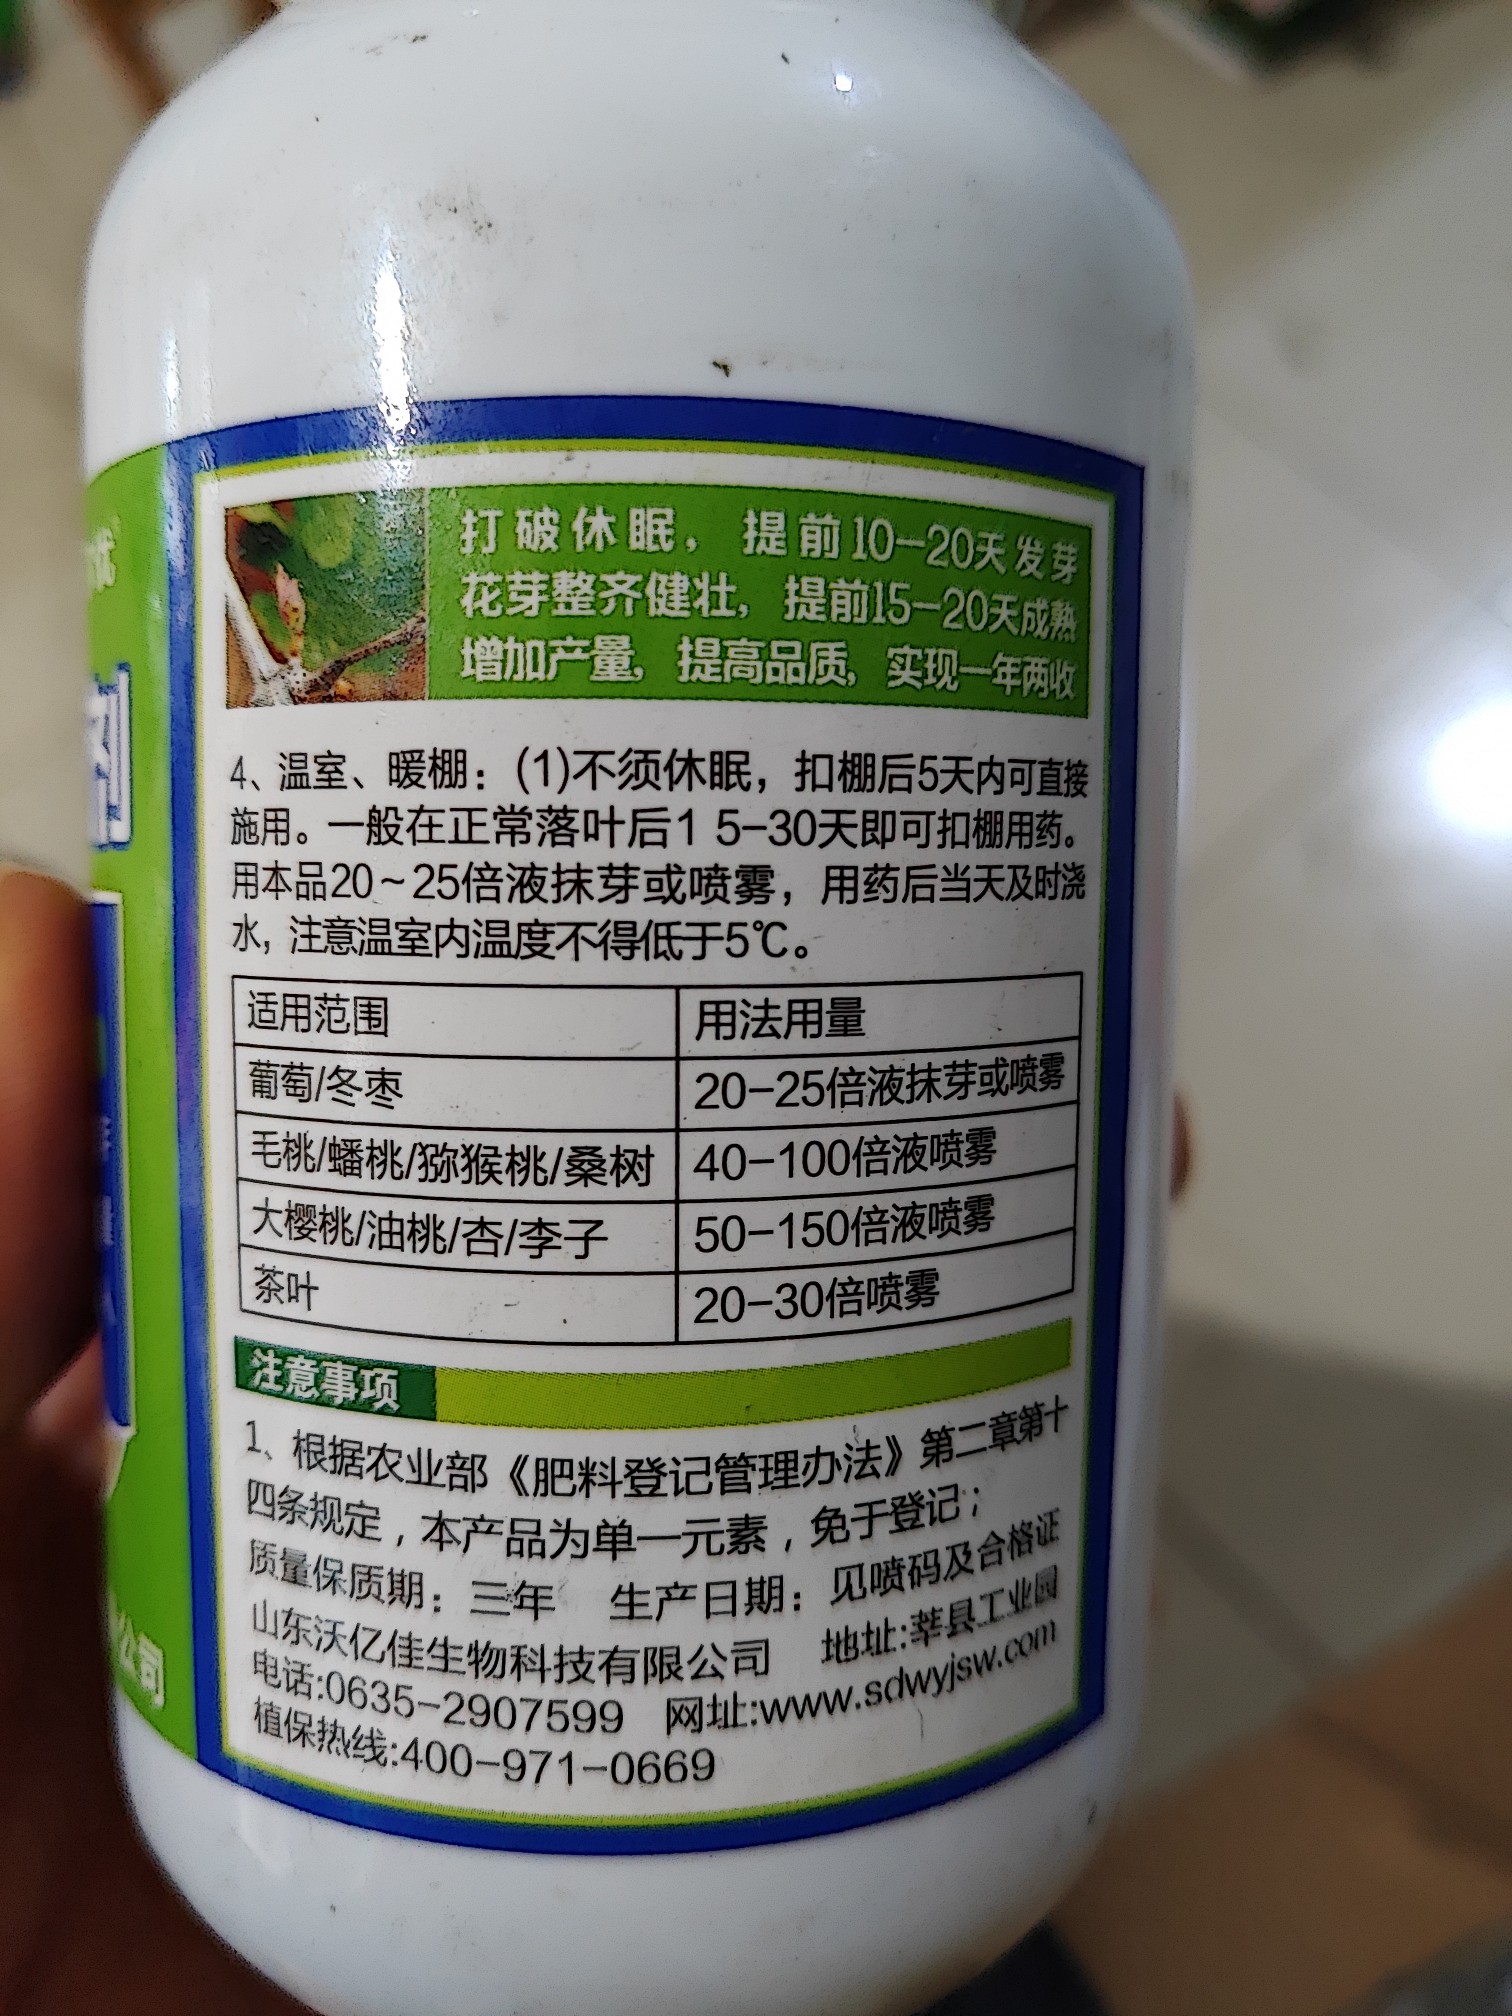 打破休眠，提前10-20天发芽
花芽整齐健壮，提前15-20天成熟
增加产量，提高品质，实现一年两收
4、温室、暖棚：(1)不须休眠，扣棚后5天内可直接
施用。一般在正常落叶后1 5-30天即可扣棚用药。
用本品20~25倍液抹芽或喷雾，用药后当天及时浇
水，注意温室内温度不得低于5℃。
适用范围 用法用量
葡萄/冬枣 20-25倍液抹芽或喷雾
毛桃/蟠桃/猕猴桃/桑树 40-100倍液喷雾
大樱桃/油桃/杏/李子 50-150倍液喷雾
茶叶 20-30倍喷雾
注意事项
1、根据农业部《肥料登记管理办法》第二章第十
四条规定，本产品为单一元素，免于登记；
质量保质期：三年 生产日期：见喷码及合格证
山东沃亿佳生物科技有限公司 地址:莘县工业园
电话:0635-2907599 网址:www.sdwyjsw.com
植保热线:400-971-0669
公司